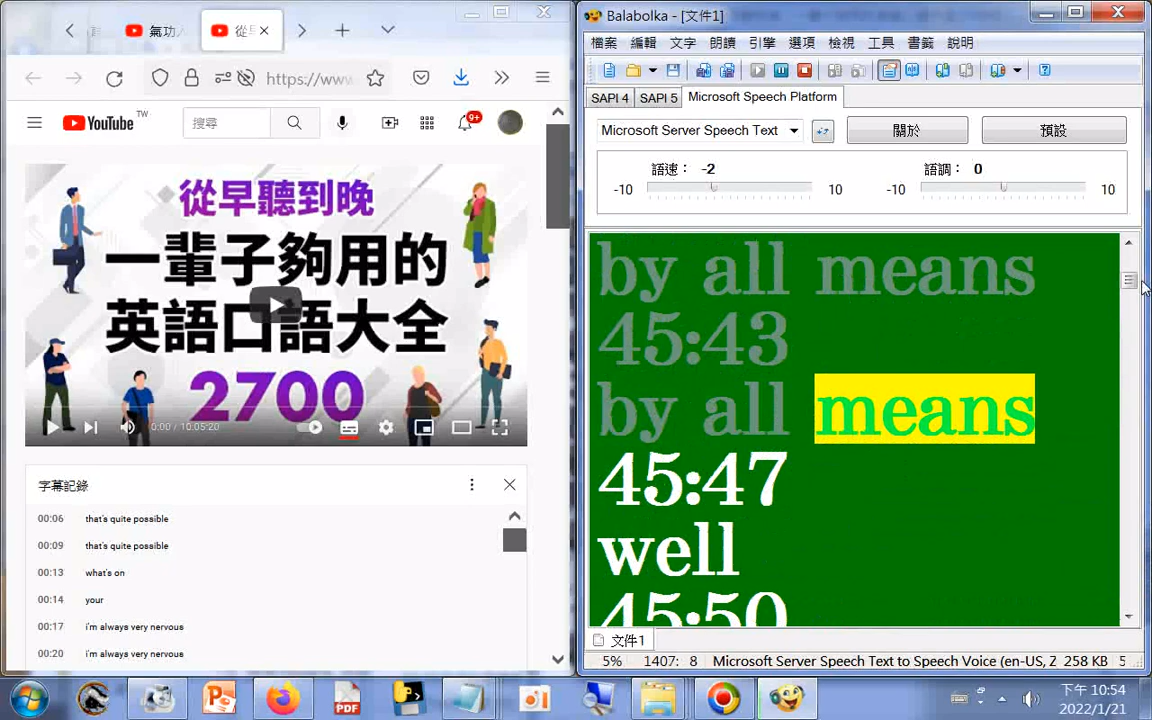 氣功入
從早
https://www.
YouTube TW
搜尋
9+
從早聽到晚
一輩子夠用的
英語口語大全
2700
0:00 / 10:05:20
字幕記錄
00:06 that's quite possible
00:09 that's quite possible
00:13 what's on
00:14 your
00:17 i'm always very nervous
00:20 i'm always very nervous
Balabolka - [文件1]
檔案 編輯 文字 朗讀 引擎 選項 檢視 工具 書籤 說明
SAPI 4 SAPI 5 Microsoft Speech Platform
Microsoft Server Speech Text
關於
預設
語速： -2
語調： 0
-10 10 -10 10
by all means
45:43
by all means
45:47
well
45:50
文件1
5% 1407: 8 Microsoft Server Speech Text to Speech Voice (en-US, Z 258 KB 5
PDF
下午 10:54
2022/1/21